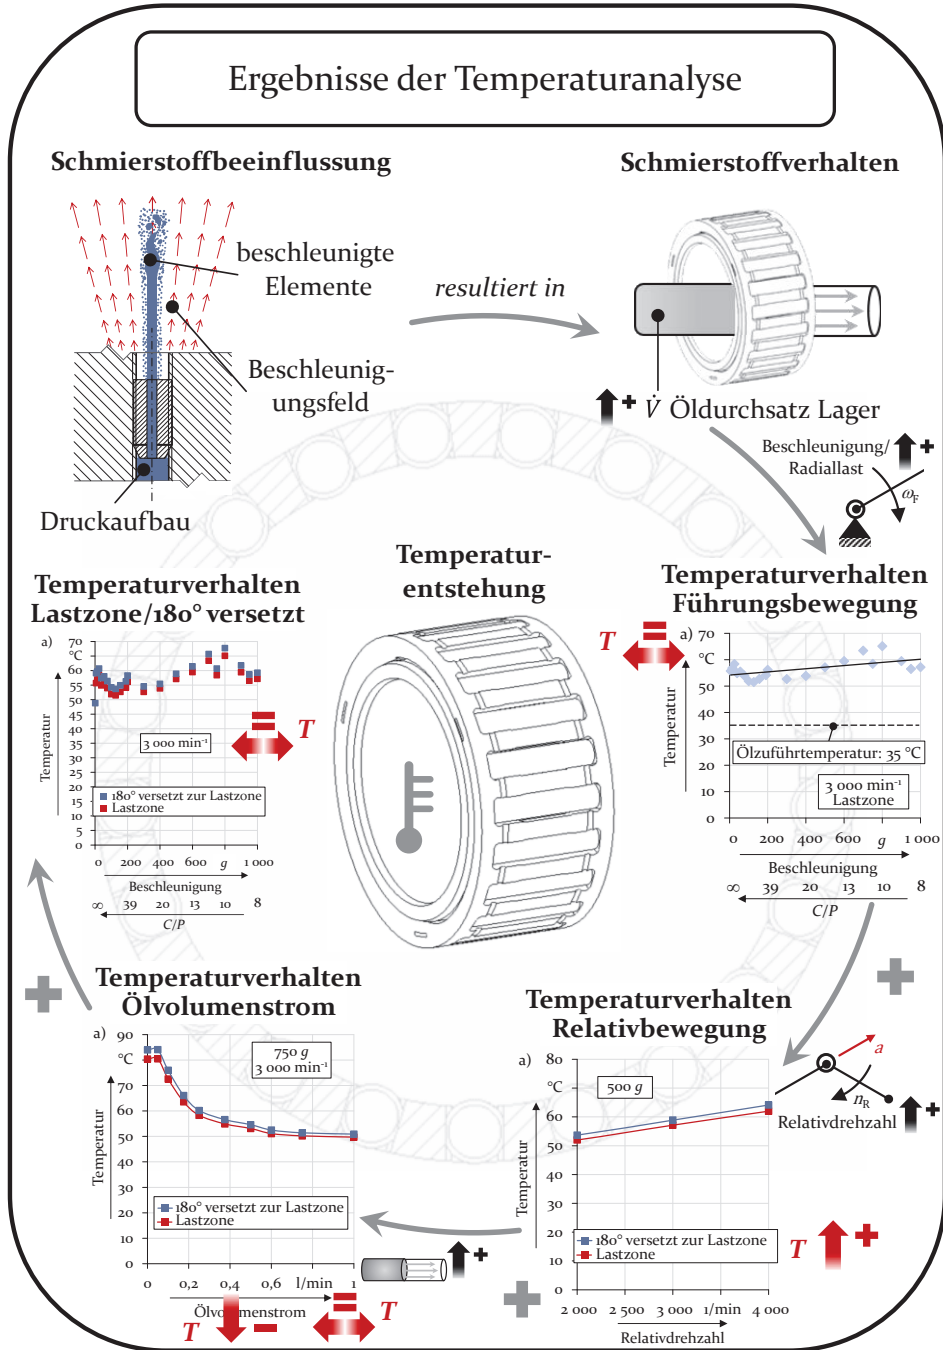 Ergebnisse der Temperaturanalyse
Schmierstoffbeeinflussung
beschleunigte
Elemente
Beschleunig-
ungsfeld
Druckaufbau
resultiert in
Schmierstoffverhalten
+ V̇ Öldurchsatz Lager
Beschleunigung/
Radiallast
+
ωF
Temperatur-
entstehung
Temperaturverhalten
Führungsbewegung
T =
a)
70
°C
50
40
30
20
10
0
Temperatur
Ölzuführtemperatur: 35 °C
3 000 min⁻¹
Lastzone
0 200 400 600 g 1 000
Beschleunigung
∞ 39 20 13 10 8
C/P
+
Temperaturverhalten
Relativbewegung
a)
80
°C
60
50
40
20
10
0
Temperatur
500 g
180° versetzt zur Lastzone
Lastzone
2 000 2 500 3 000 1/min 4 000
Relativdrehzahl
T +
a
nR
Relativdrehzahl
+
+
+
Temperaturverhalten
Ölvolumenstrom
a)
90
°C
70
60
50
40
30
20
10
0
Temperatur
750 g
3 000 min⁻¹
180° versetzt zur Lastzone
Lastzone
0 0,2 0,4 0,6 l/min 1
Ölvolumenstrom
T − = T
+
Temperaturverhalten
Lastzone/180° versetzt
a)
70
°C
60
55
50
45
40
35
30
25
20
15
10
5
0
Temperatur
3 000 min⁻¹
180° versetzt zur Lastzone
Lastzone
0 200 400 600 g 1 000
Beschleunigung
∞ 39 20 13 10 8
C/P
= T